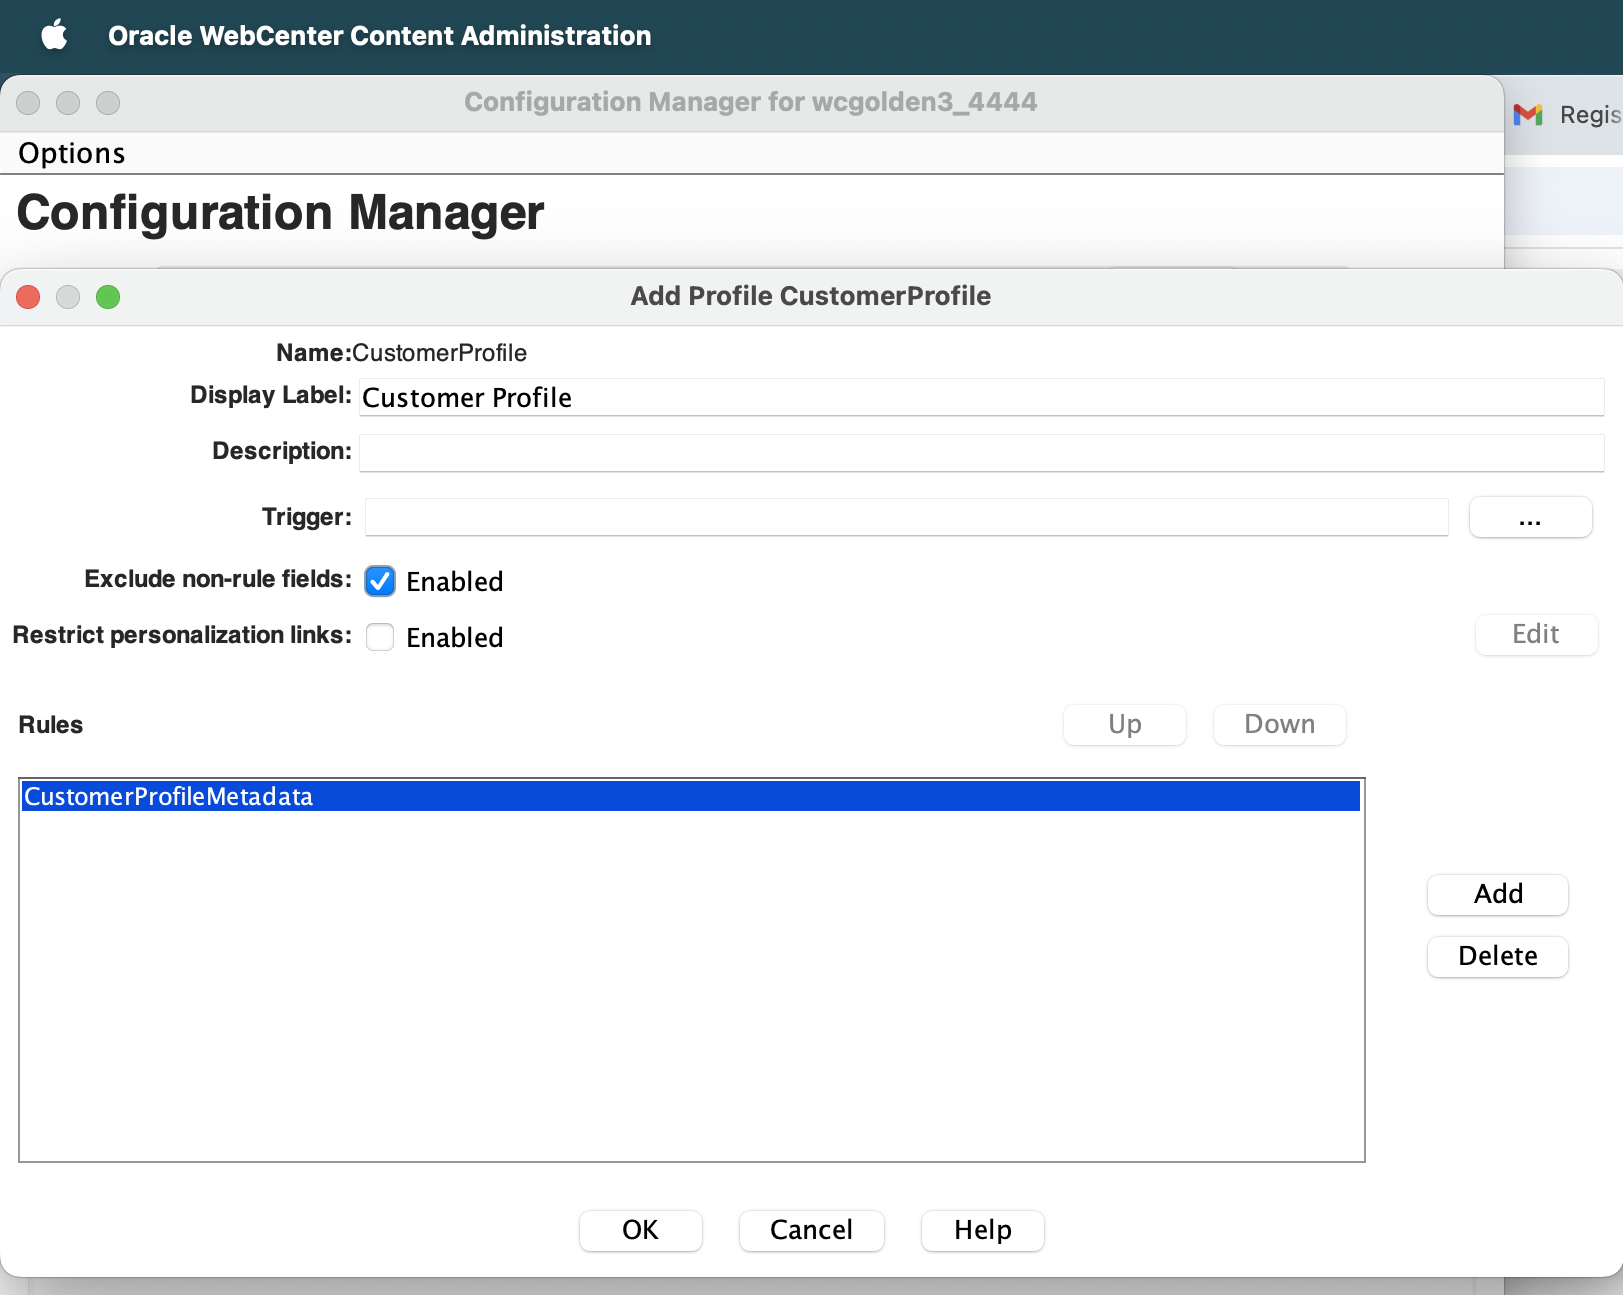 Oracle WebCenter Content Administration
Configuration Manager for wcgolden3_4444
Regis
Options
Configuration Manager
Add Profile CustomerProfile
Name:CustomerProfile
Display Label: Customer Profile
Description:
Trigger: ...
Exclude non-rule fields: Enabled
Restrict personalization links: Enabled Edit
Rules Up Down
CustomerProfileMetadata
Add
Delete
OK Cancel Help